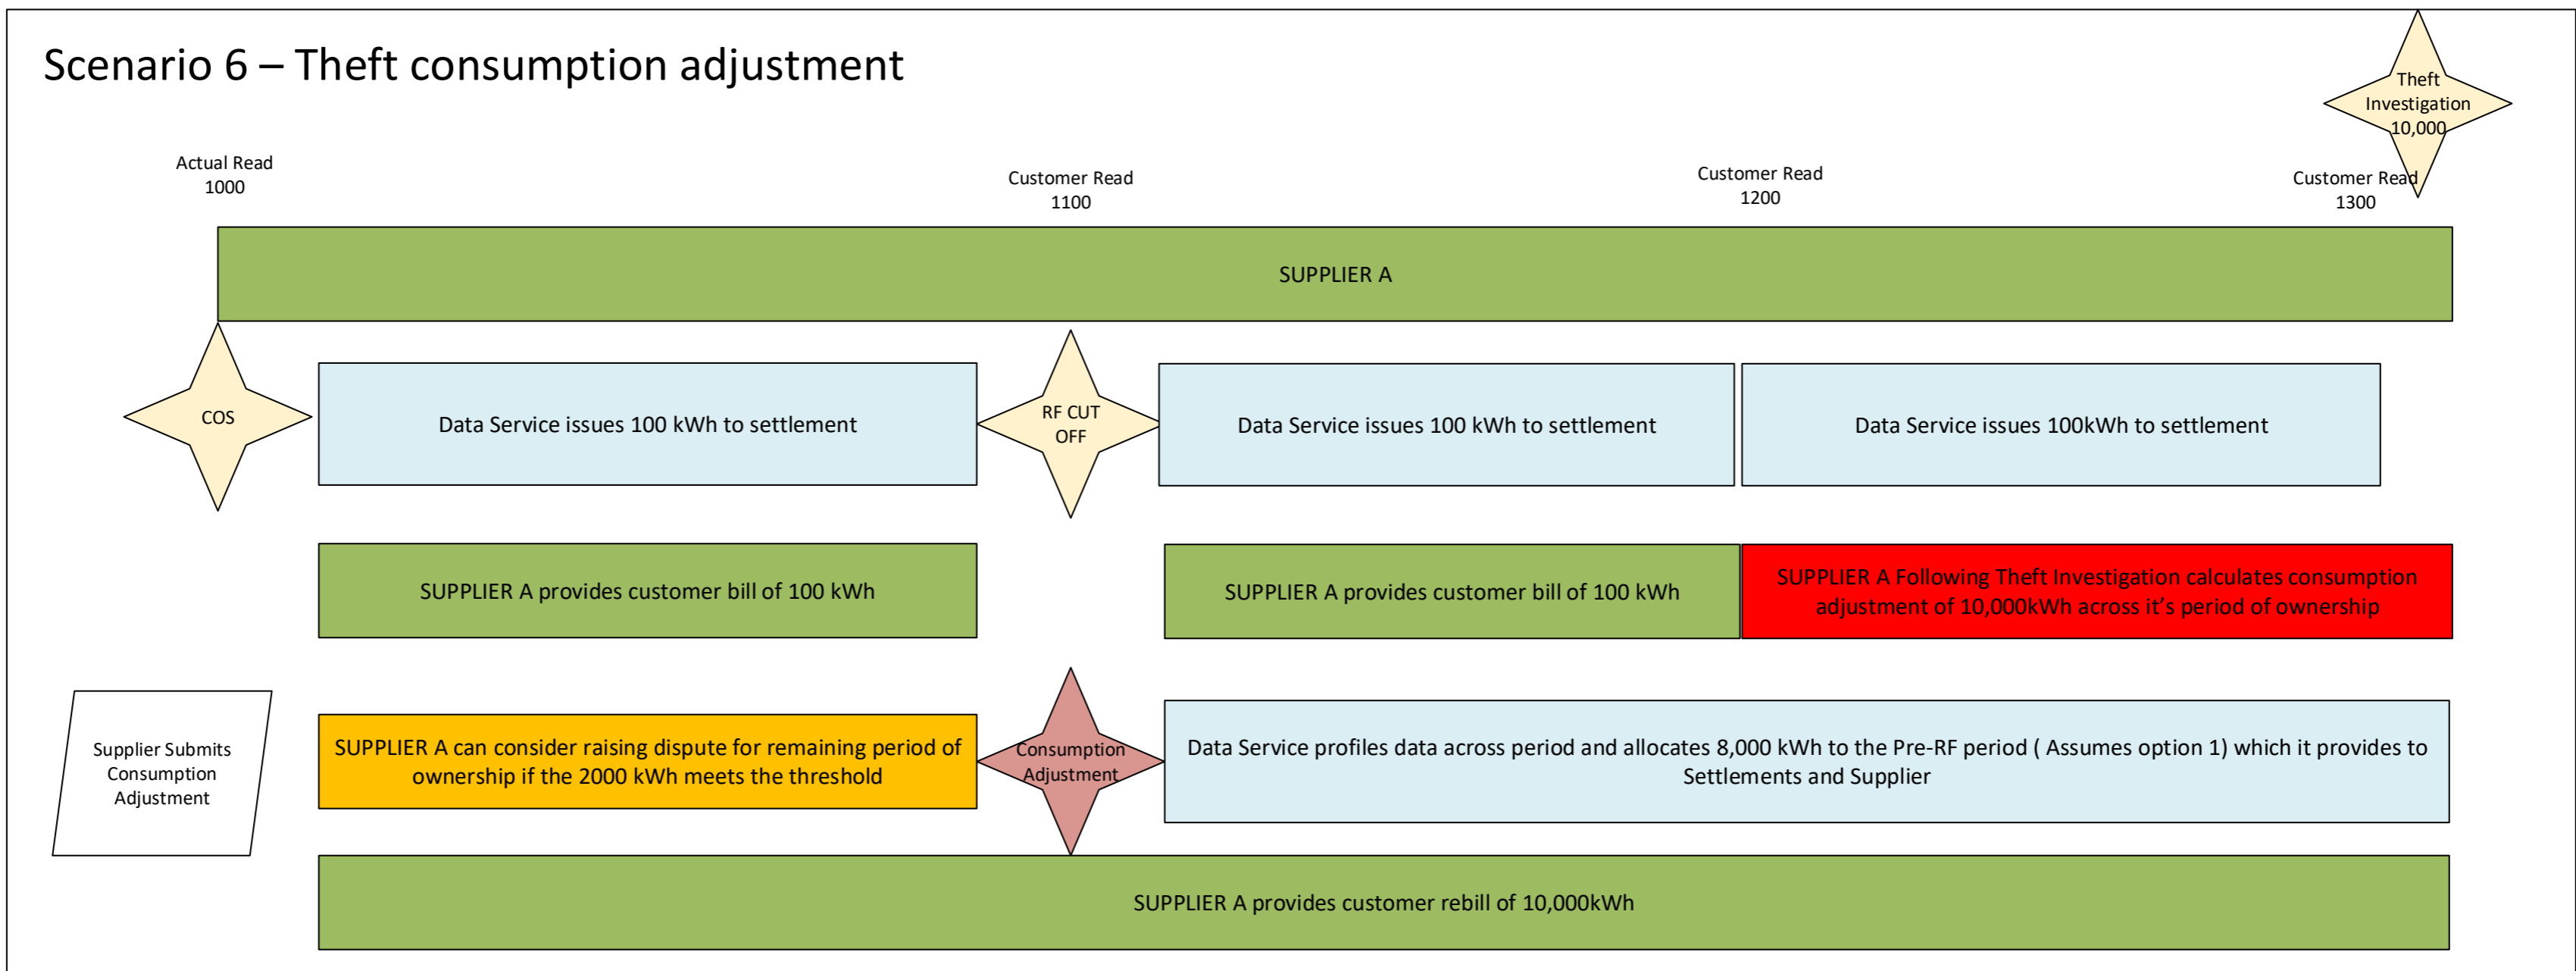 Scenario 6 – Theft consumption adjustment
Theft
Investigation
10,000
Actual Read
1000
Customer Read
1100
Customer Read
1200
Customer Read
1300
SUPPLIER A
COS
Data Service issues 100 kWh to settlement
RF CUT
OFF
Data Service issues 100 kWh to settlement
Data Service issues 100kWh to settlement
SUPPLIER A provides customer bill of 100 kWh
SUPPLIER A provides customer bill of 100 kWh
SUPPLIER A Following Theft Investigation calculates consumption
adjustment of 10,000kWh across it’s period of ownership
Supplier Submits
Consumption
Adjustment
SUPPLIER A can consider raising dispute for remaining period of
ownership if the 2000 kWh meets the threshold
Consumption
Adjustment
Data Service profiles data across period and allocates 8,000 kWh to the Pre-RF period ( Assumes option 1) which it provides to
Settlements and Supplier
SUPPLIER A provides customer rebill of 10,000kWh